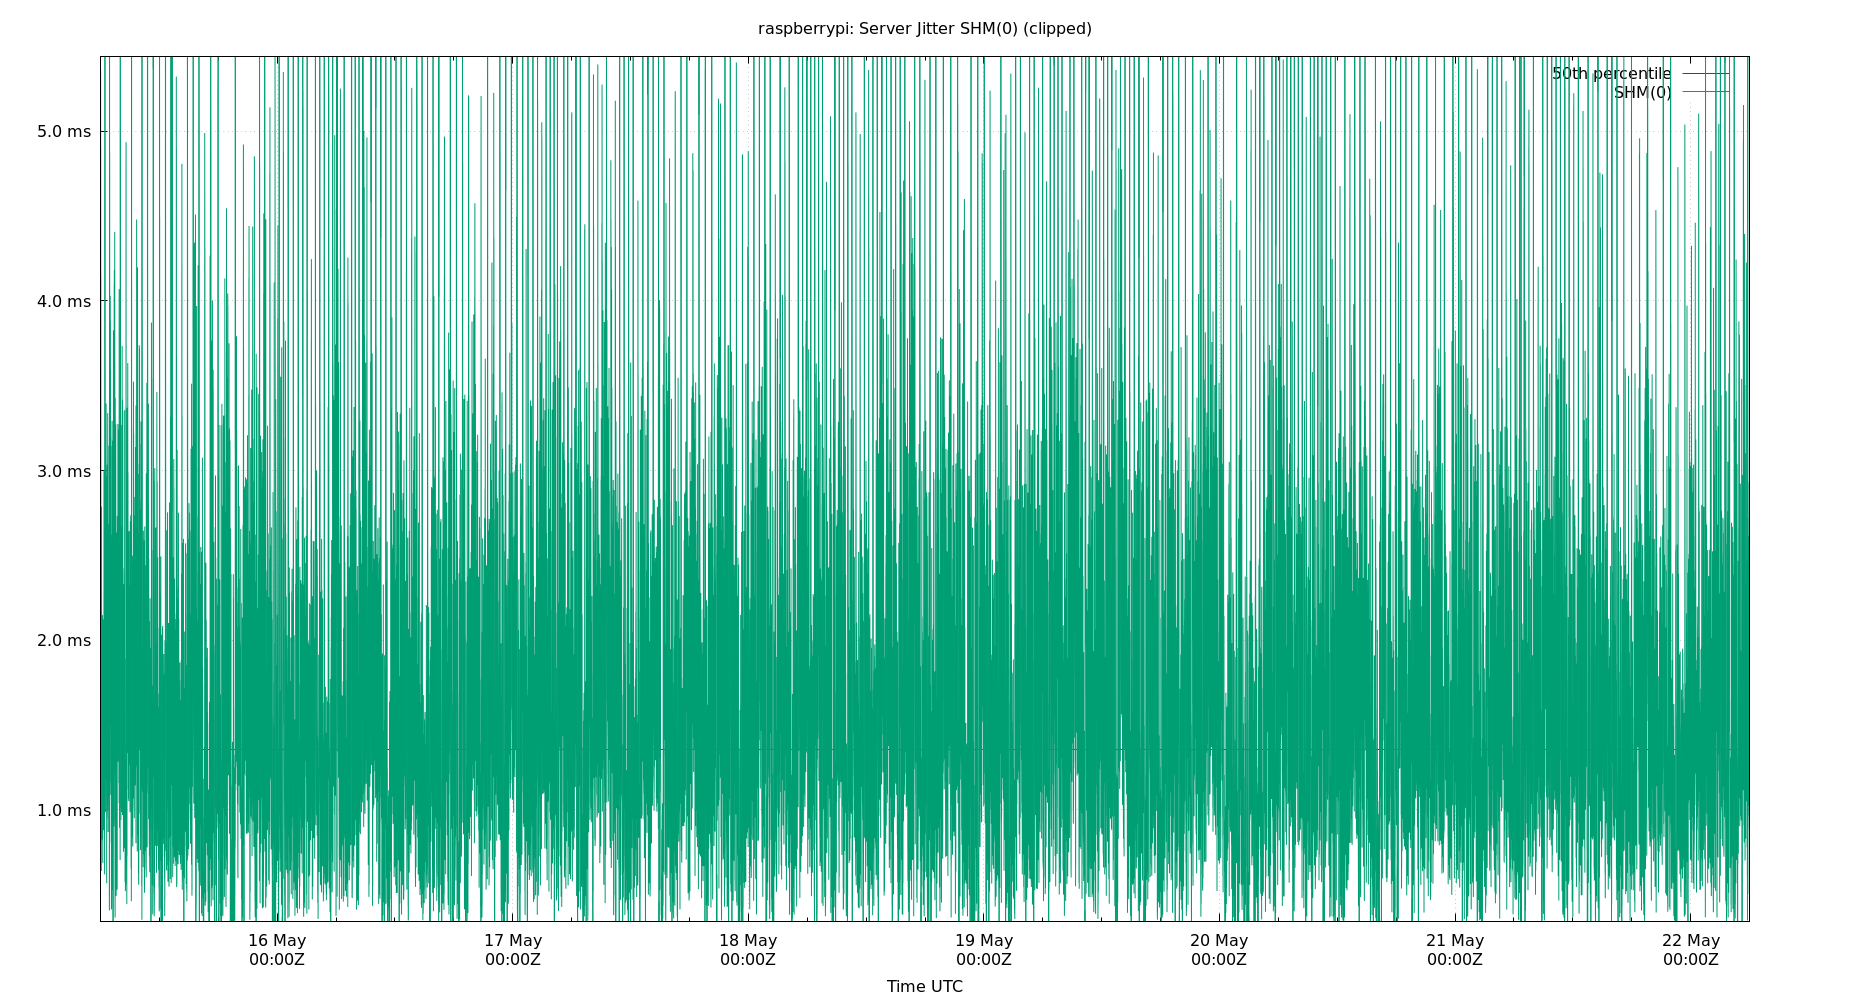 raspberrypi: Server Jitter SHM(0) (clipped)
50th percentile
SHM(0)
5.0 ms
4.0 ms
3.0 ms
2.0 ms
1.0 ms
16 May 17 May 18 May 19 May 20 May 21 May 22 May
00:00Z 00:00Z 00:00Z 00:00Z 00:00Z 00:00Z 00:00Z
Time UTC